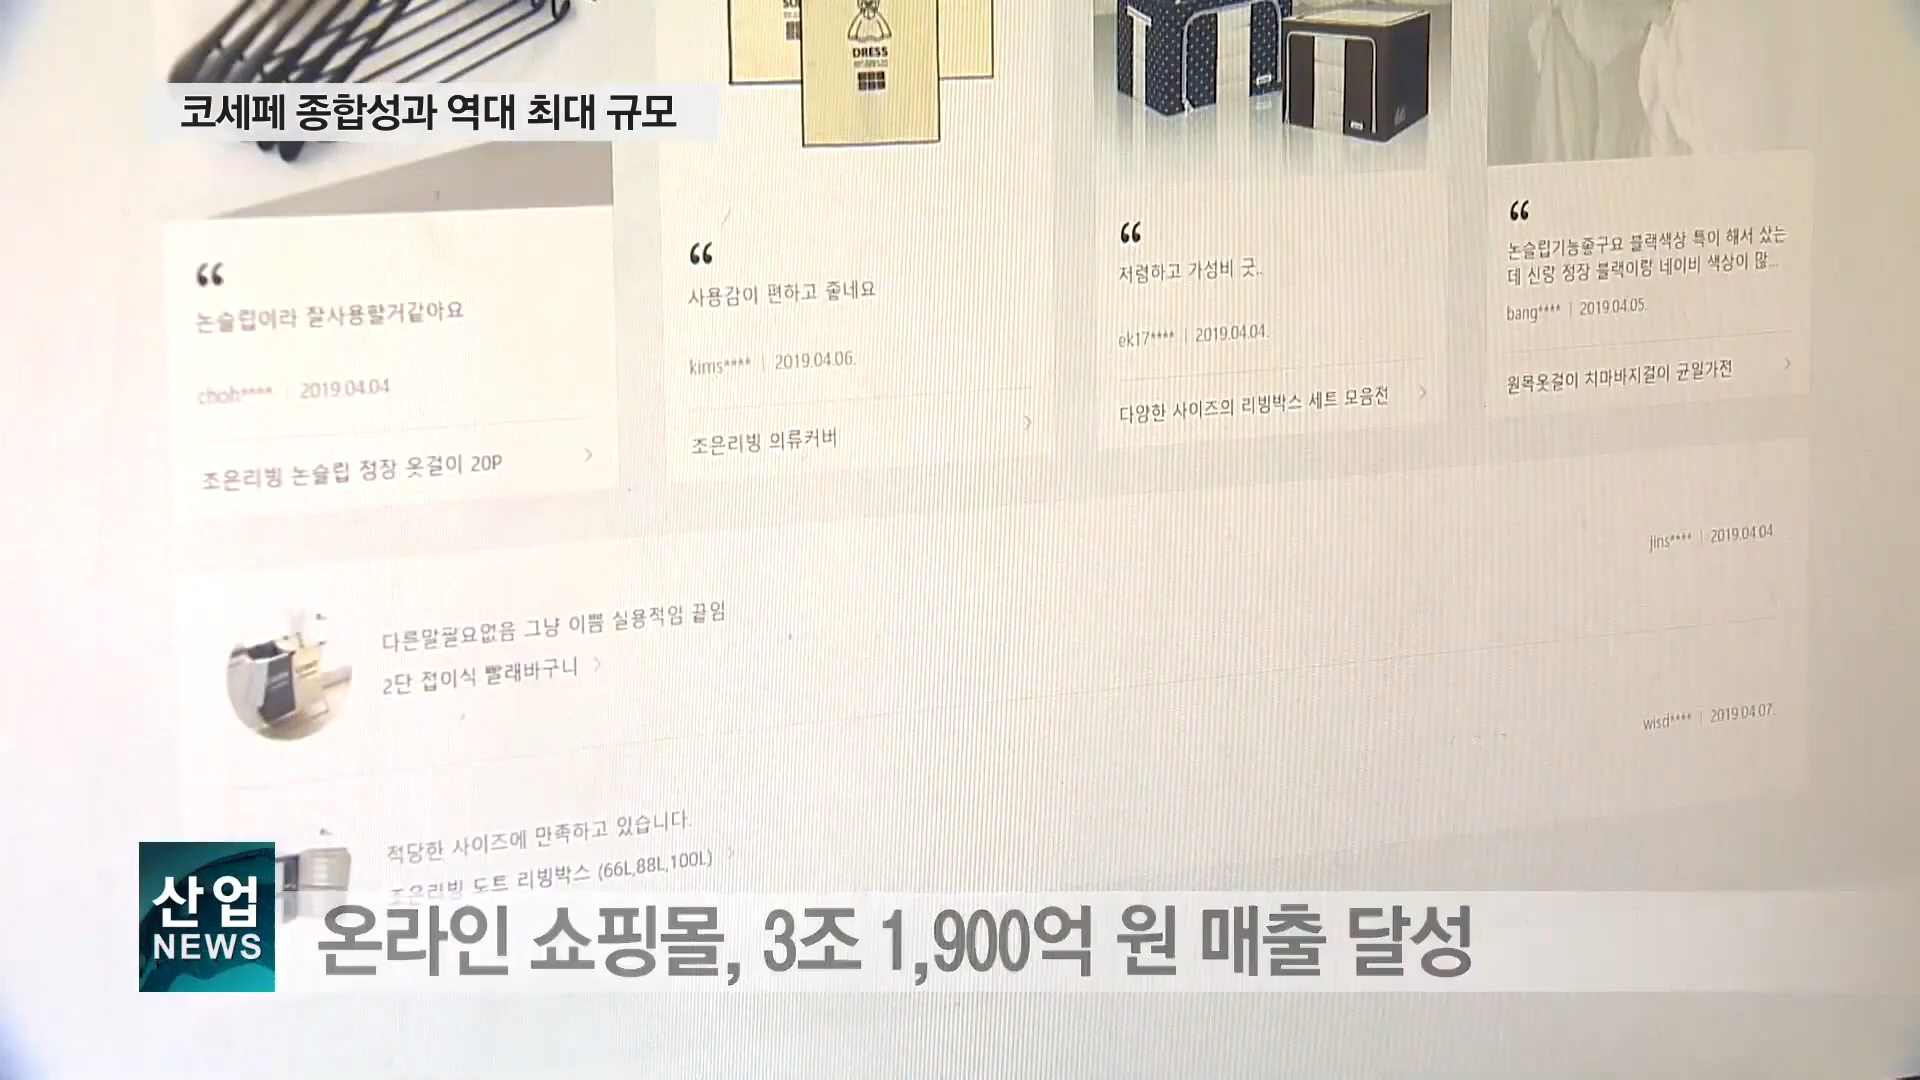 DRESS
코세페 종합성과 역대 최대 규모
“
논슬립이라 잘사용할거같아요
choh**** | 2019.04.04
조은리빙 논슬립 정장 옷걸이 20P >
“
사용감이 편하고 좋네요
kims**** | 2019.04.06.
조은리빙 의류커버 >
“
저렴하고 가성비 굿..
ek17**** | 2019.04.04.
다양한 사이즈의 리빙박스 세트 모음전 >
“
논슬립기능좋구요 블랙색상 특이 해서 샀는
데 신랑 정장 블랙이랑 네이비 색상이 많...
bang**** | 2019.04.05.
원목옷걸이 치마바지걸이 균일가전 >
다른말필요없음 그냥 이쁨 실용적임 끝임
2단 접이식 빨래바구니 >
jins**** | 2019.04.04
적당한 사이즈에 만족하고 있습니다.
조은리빙 도트 리빙박스 (66L,88L,100L) >
wisd**** | 2019.04.07.
산업
NEWS
온라인 쇼핑몰, 3조 1,900억 원 매출 달성